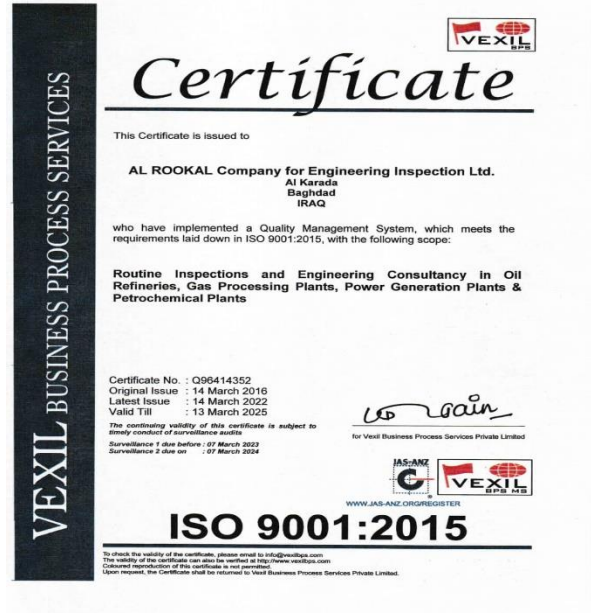 VEXIL
BPS
Certificate
VEXIL BUSINESS PROCESS SERVICES
This Certificate is issued to
AL ROOKAL Company for Engineering Inspection Ltd.
Al Karada
Baghdad
IRAQ
who have implemented a Quality Management System, which meets the
requirements laid down in ISO 9001:2015, with the following scope:
Routine Inspections and Engineering Consultancy in Oil
Refineries, Gas Processing Plants, Power Generation Plants &
Petrochemical Plants
Certificate No. : Q96414352
Original Issue : 14 March 2016
Latest Issue : 14 March 2022
Valid Till : 13 March 2025
The continuing validity of this certificate is subject to
timely conduct of surveillance audits
Surveillance 1 due before : 07 March 2023
Surveillance 2 due on : 07 March 2024
for Vexil Business Process Services Private Limited
JAS-ANZ
C
VEXIL
BPS MS
WWW.JAS-ANZ.ORG/REGISTER
ISO 9001:2015
To check the validity of the certificate, please email to info@vexilbps.com
The validity of the certificate can also be verified at http://www.vexilbps.com
Coloured reproduction of this certificate is not permitted.
Upon request, the Certificate shall be returned to Vexil Business Process Services Private Limited.